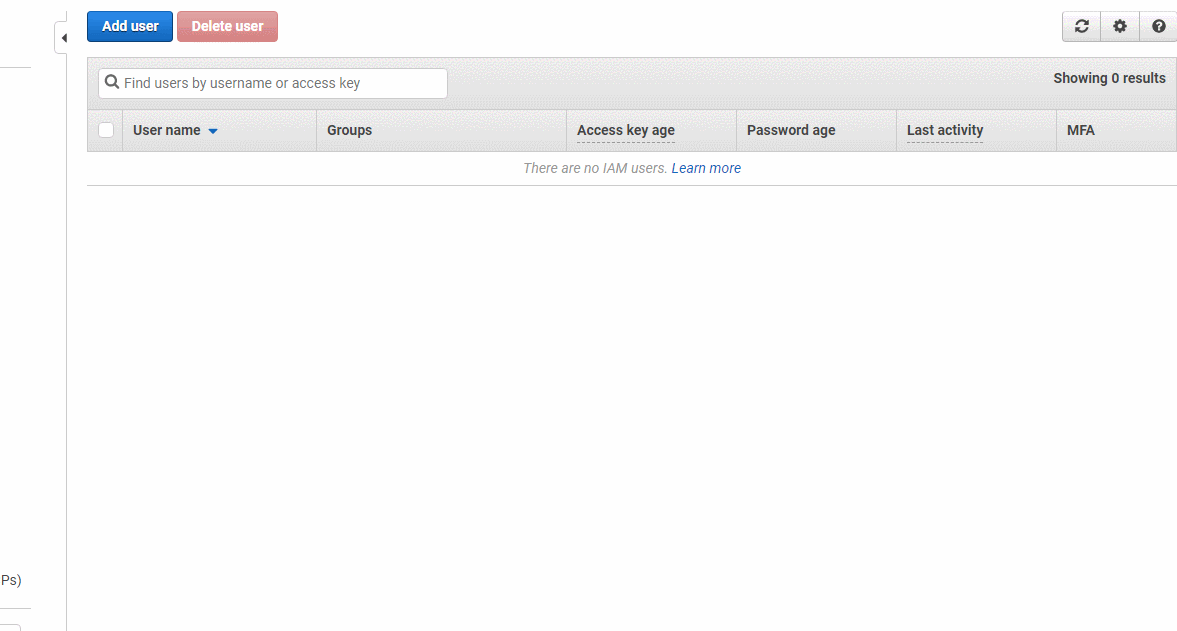 Add user Delete user
Find users by username or access key
Showing 0 results
User name Groups Access key age Password age Last activity MFA
There are no IAM users. Learn more
Ps)